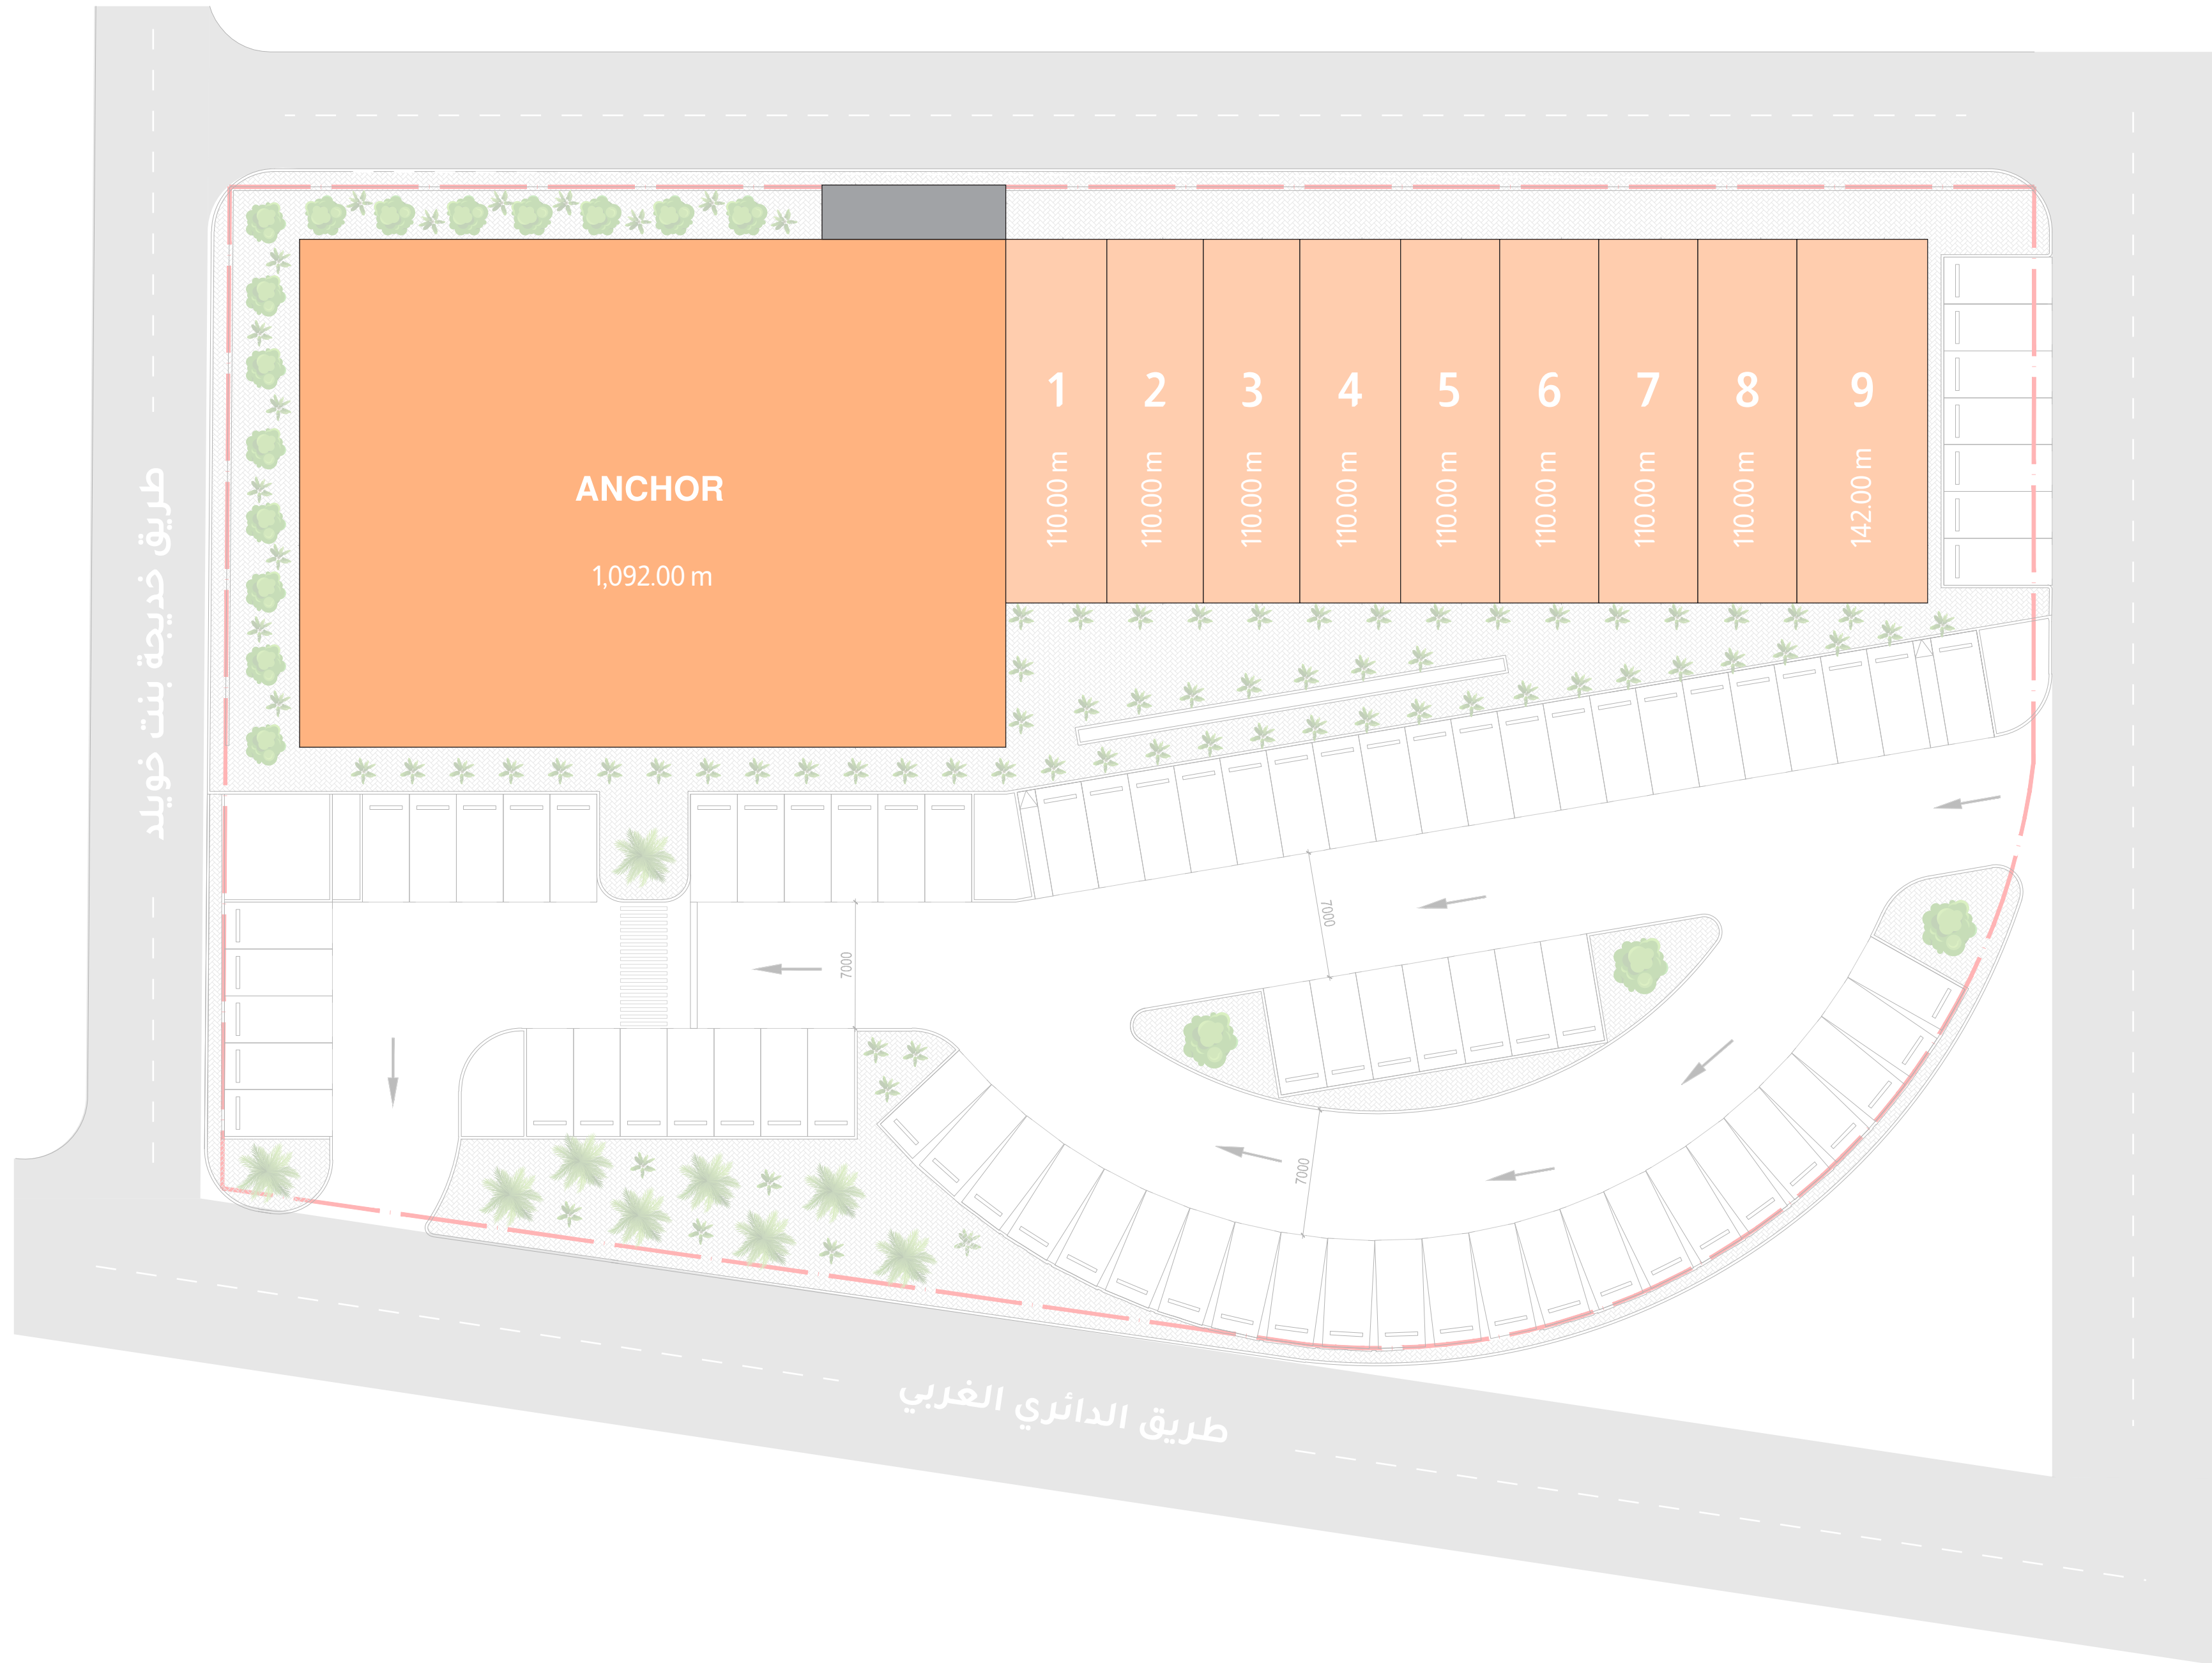 1
2
3
4
5
6
7
8
9
110.00 m
110.00 m
110.00 m
110.00 m
110.00 m
110.00 m
110.00 m
110.00 m
142.00 m
ANCHOR
1,092.00 m
طريق خديجة بنت خويلد
7000
7000
7000
طريق الدائري الغربي